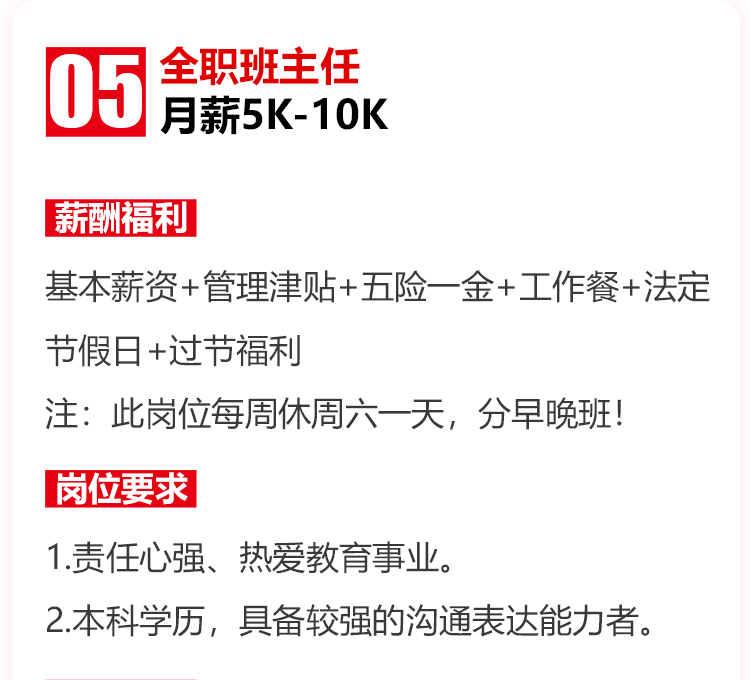 05
全职班主任
月薪5K-10K
薪酬福利
基本薪资+管理津贴+五险一金+工作餐+法定
节假日+过节福利
注：此岗位每周休周六一天，分早晚班！
岗位要求
1.责任心强、热爱教育事业。
2.本科学历，具备较强的沟通表达能力者。